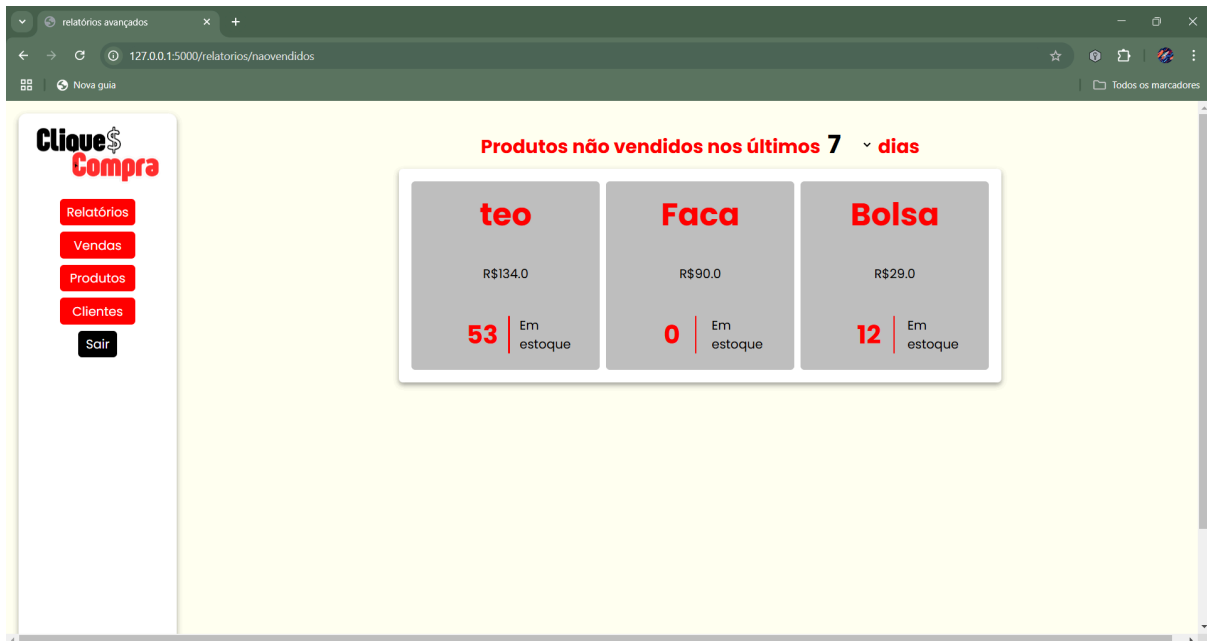 relatórios avançados
127.0.0.1:5000/relatorios/naovendidos
Nova guia
Todos os marcadores
Clique$
Compra
Relatórios
Vendas
Produtos
Clientes
Sair
Produtos não vendidos nos últimos 7 dias
teo
R$134.0
53 Em
estoque
Faca
R$90.0
0 Em
estoque
Bolsa
R$29.0
12 Em
estoque